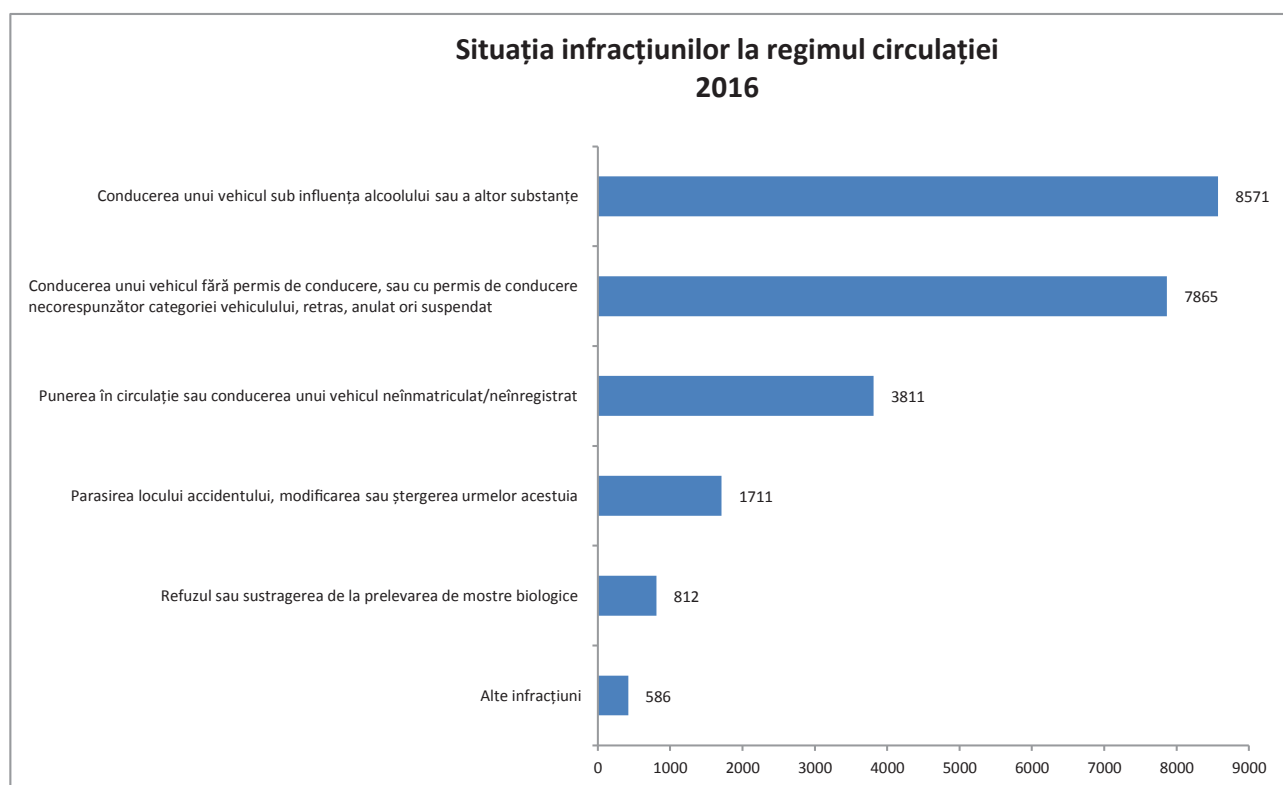 Situația infracțiunilor la regimul circulației
2016
Conducerea unui vehicul sub influența alcoolului sau a altor substanțe
8571
Conducerea unui vehicul fără permis de conducere, sau cu permis de conducere
necorespunzător categoriei vehiculului, retras, anulat ori suspendat
7865
Punerea în circulație sau conducerea unui vehicul neînmatriculat/neînregistrat
3811
Parasirea locului accidentului, modificarea sau ștergerea urmelor acestuia
1711
Refuzul sau sustragerea de la prelevarea de mostre biologice
812
Alte infracțiuni
586
0 1000 2000 3000 4000 5000 6000 7000 8000 9000